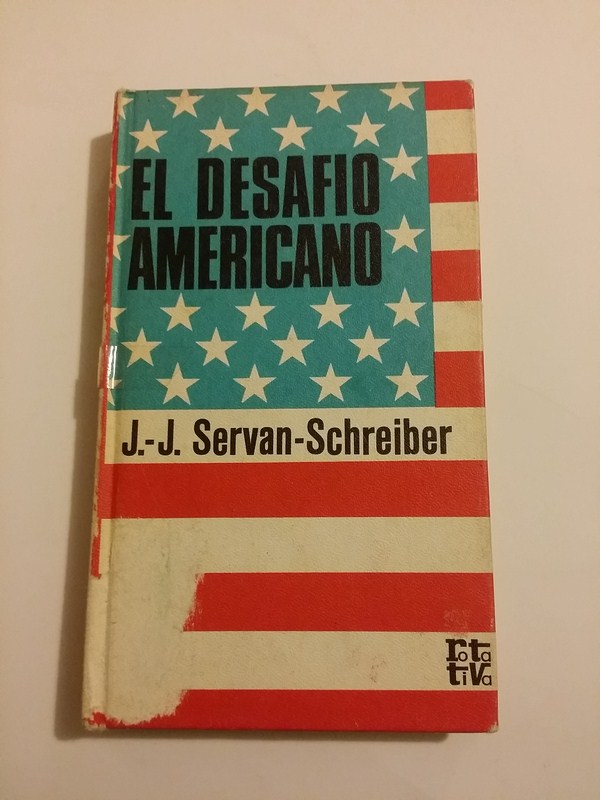 EL DESAFIO
AMERICANO
J.-J. Servan-Schreiber
rota
tiva